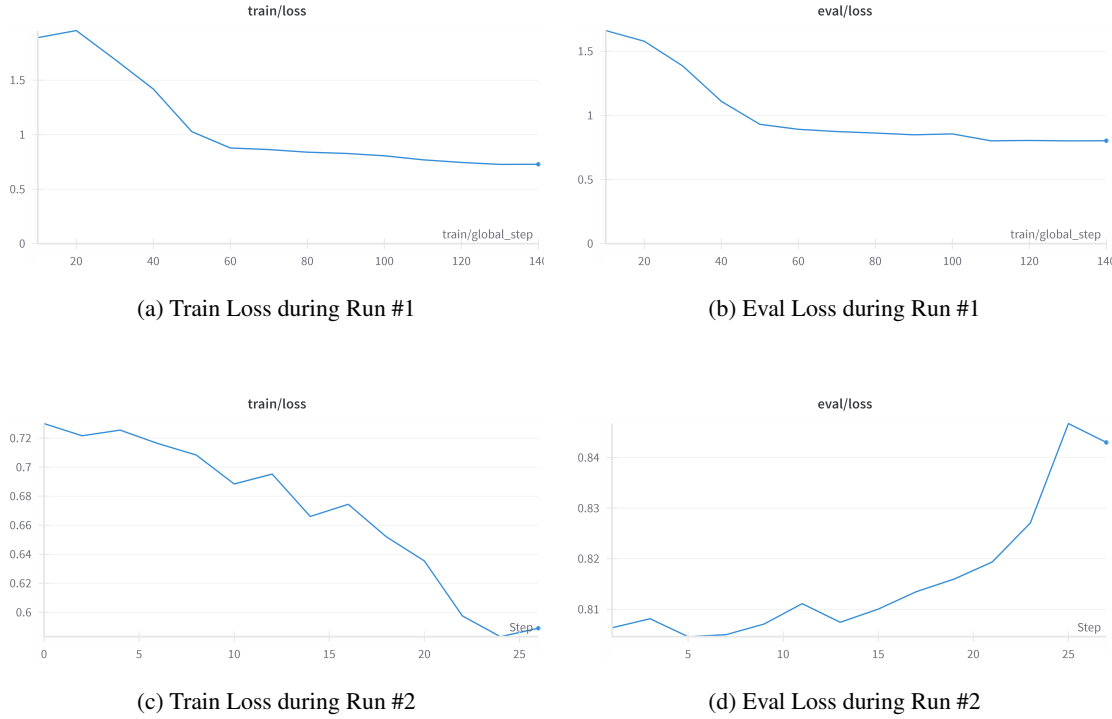 train/loss
1.5
1
0.5
0
train/global_step
20 40 60 80 100 120 140
(a) Train Loss during Run #1
eval/loss
1.5
1
0.5
0
train/global_step
20 40 60 80 100 120 140
(b) Eval Loss during Run #1
train/loss
0.72
0.7
0.68
0.66
0.64
0.62
0.6
Step
0 5 10 15 20 25
(c) Train Loss during Run #2
eval/loss
0.84
0.83
0.82
0.81
Step
5 10 15 20 25
(d) Eval Loss during Run #2